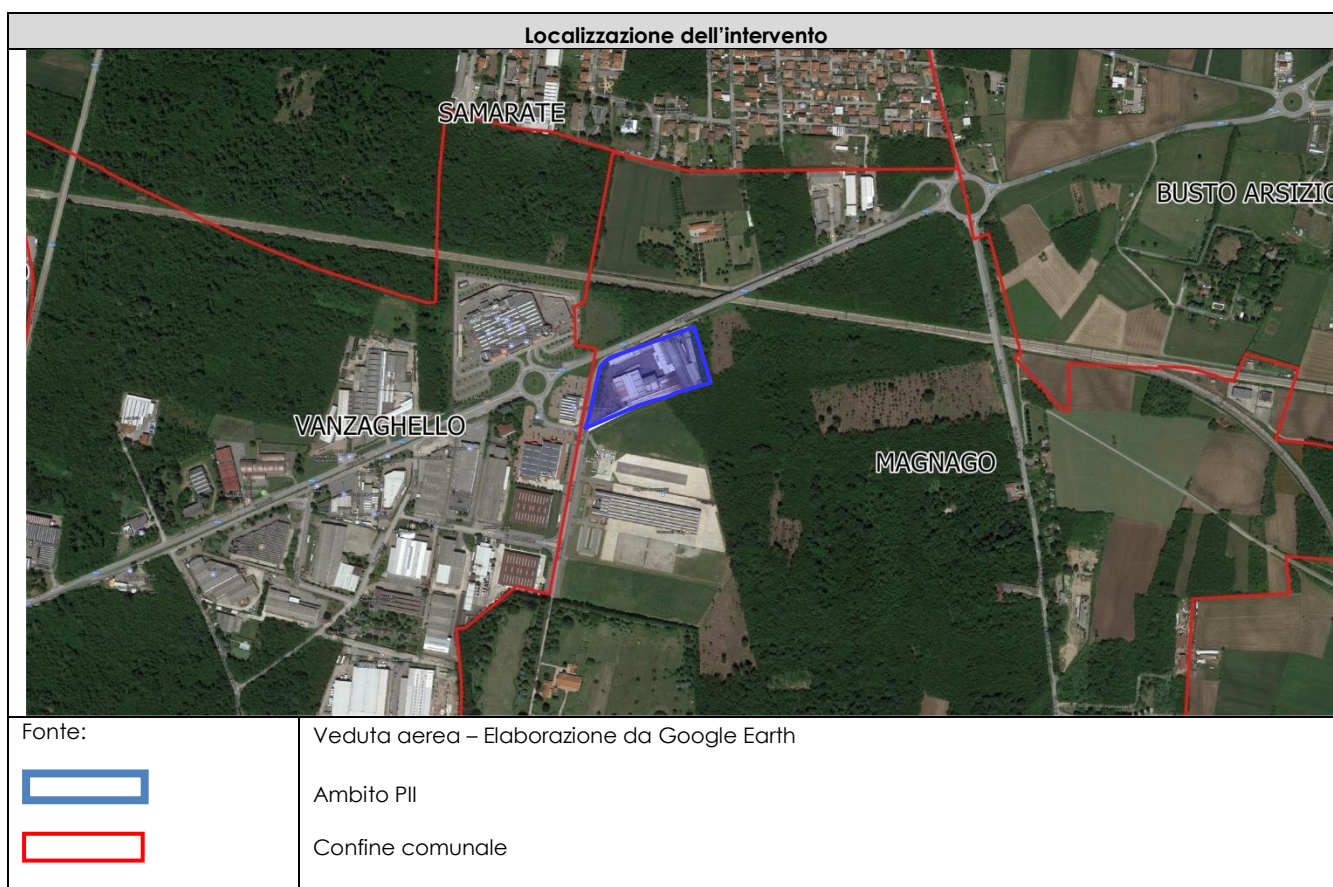 Localizzazione dell'intervento
SAMARATE
BUSTO ARSIZIO
VANZAGHELLO
MAGNAGO
Fonte:
Veduta aerea – Elaborazione da Google Earth
Ambito PII
Confine comunale